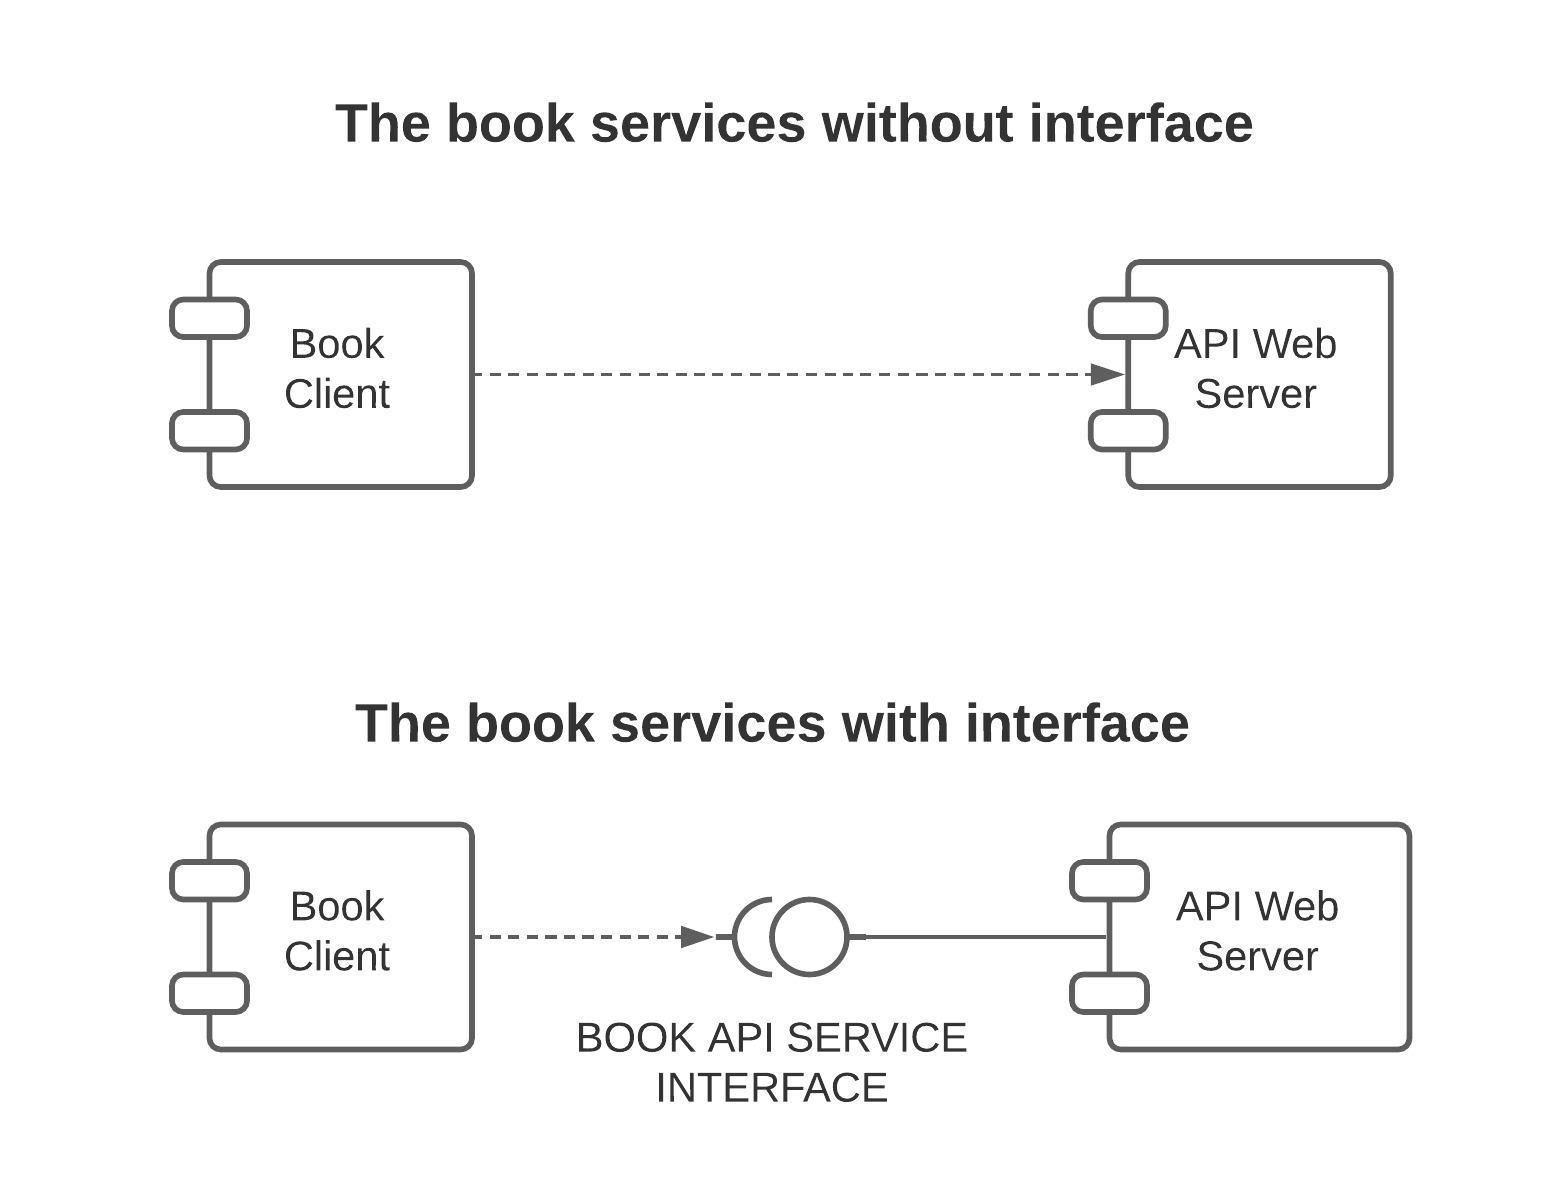 The book services without interface
Book
Client
API Web
Server
The book services with interface
Book
Client
API Web
Server
BOOK API SERVICE
INTERFACE